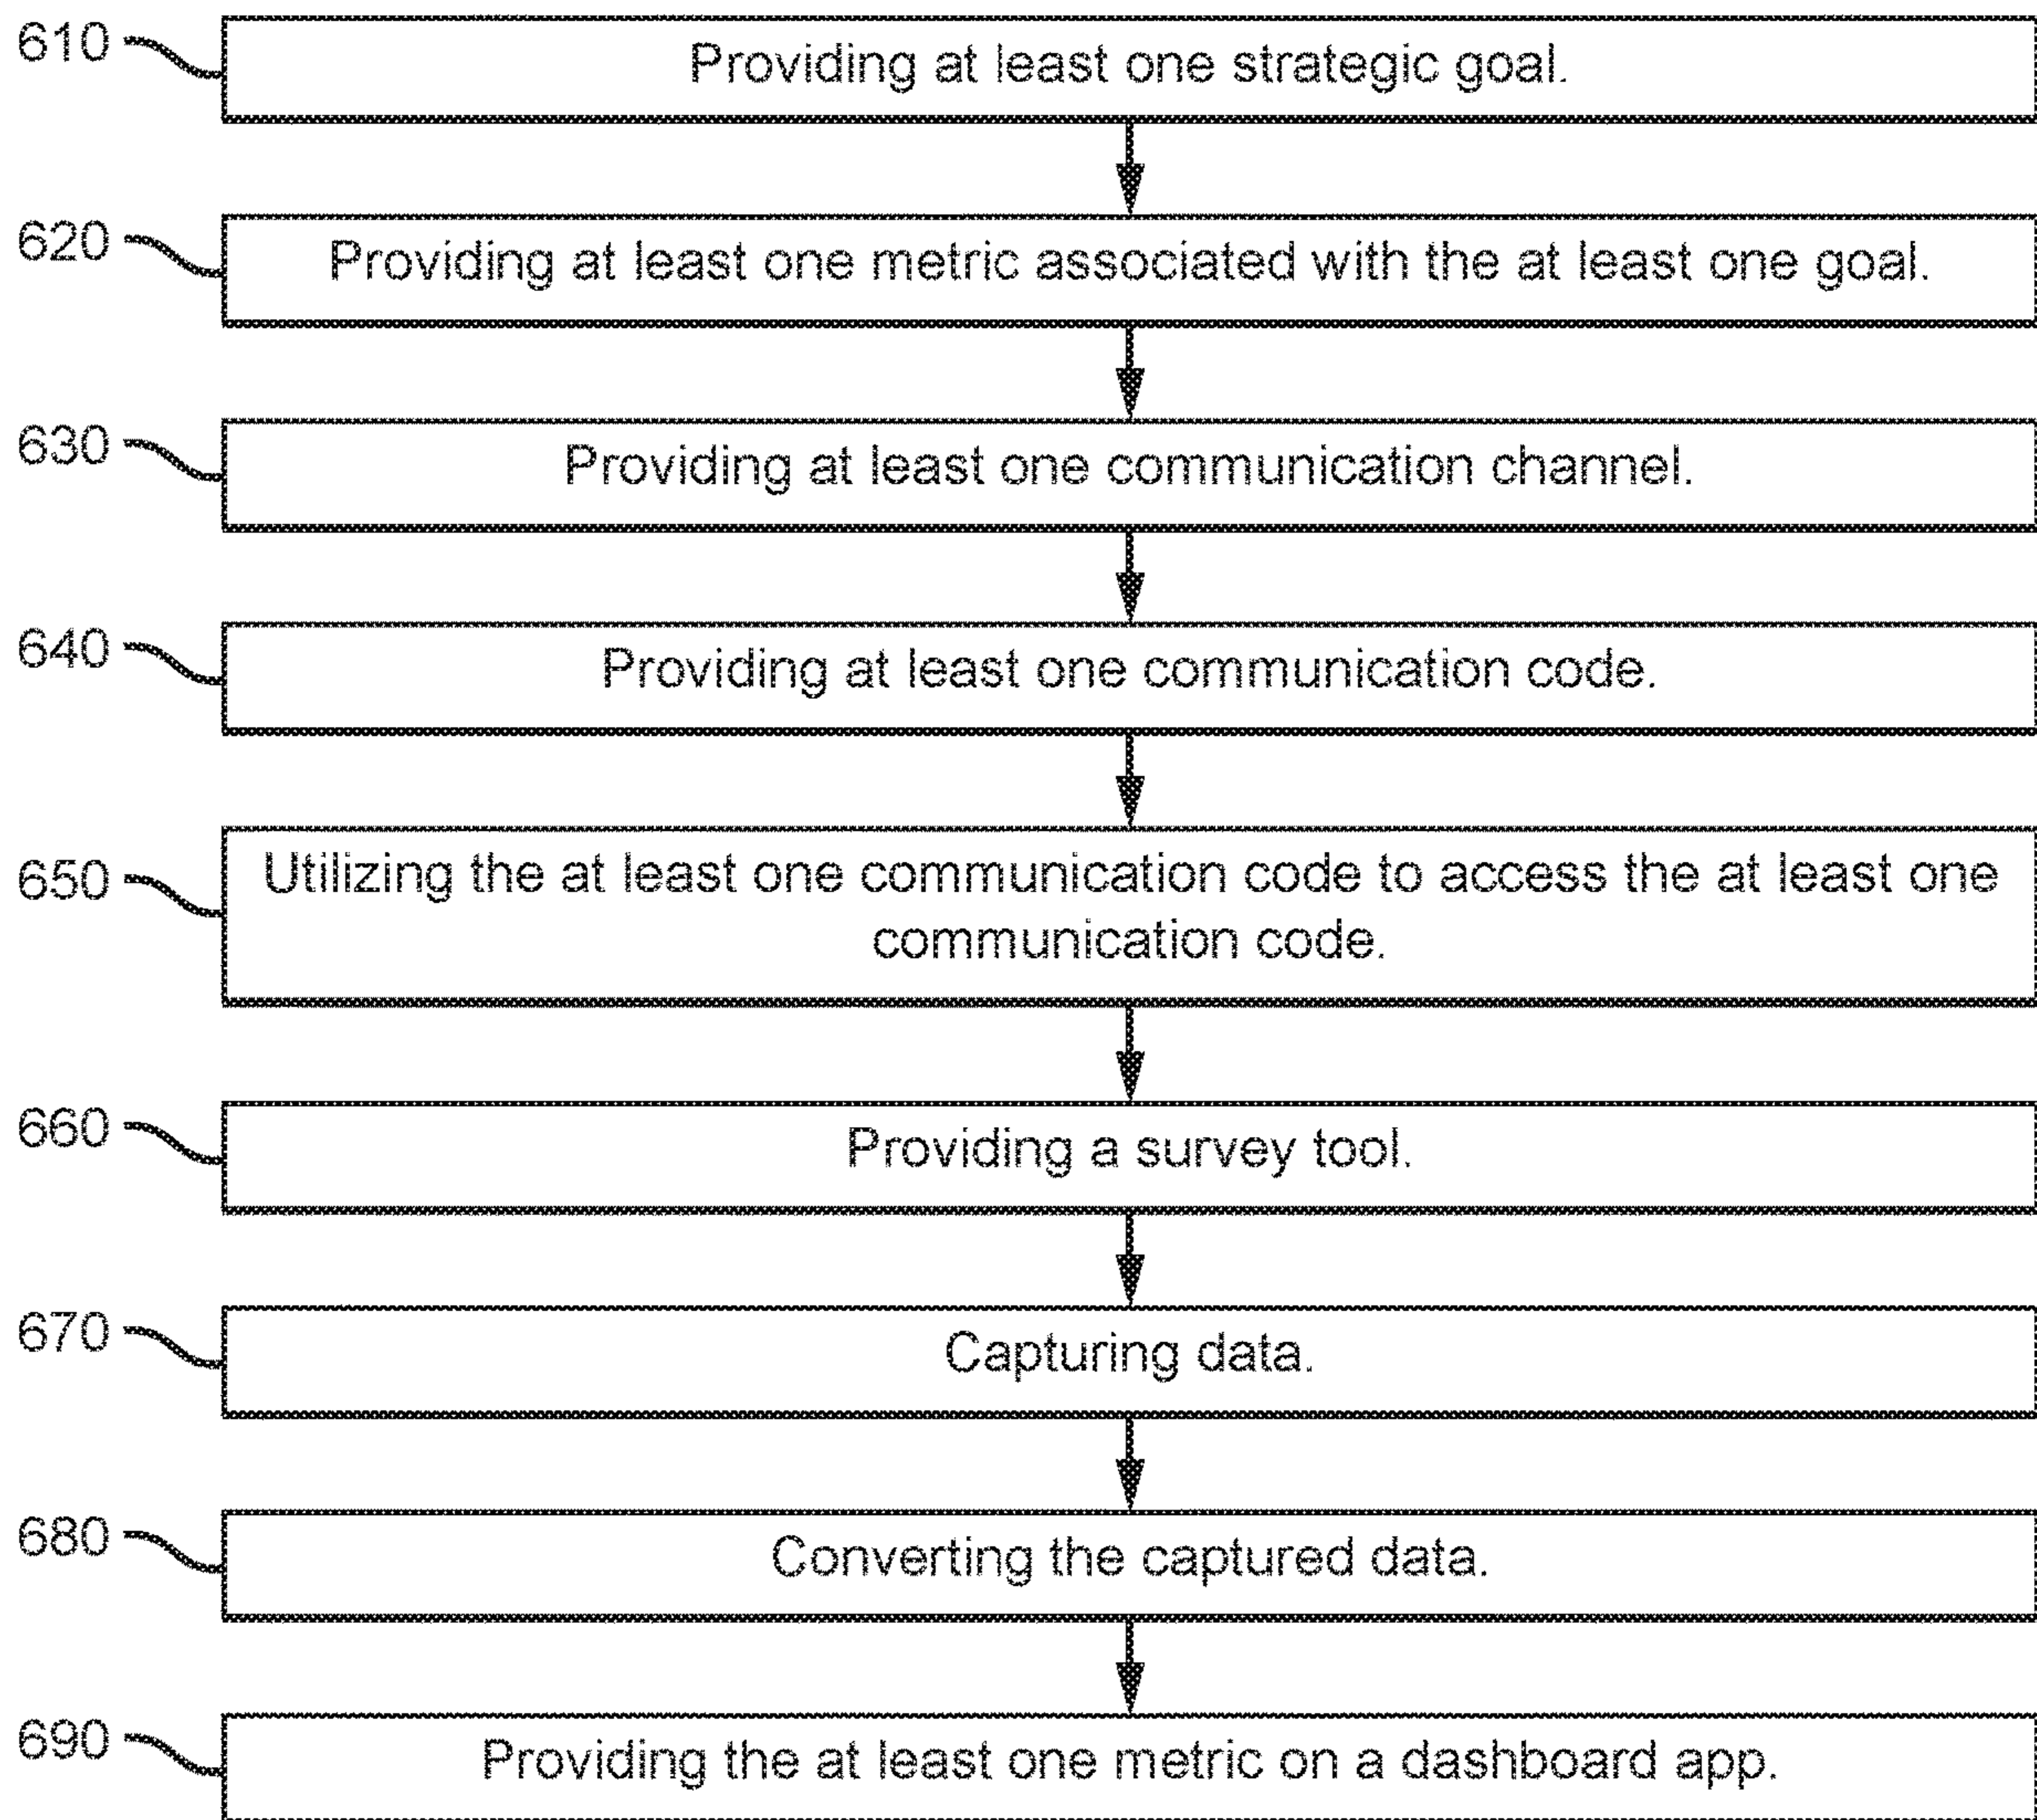 610
Providing at least one strategic goal.
620
Providing at least one metric associated with the at least one goal.
630
Providing at least one communication channel.
640
Providing at least one communication code.
650
Utilizing the at least one communication code to access the at least one
communication code.
660
Providing a survey tool.
670
Capturing data.
680
Converting the captured data.
690
Providing the at least one metric on a dashboard app.